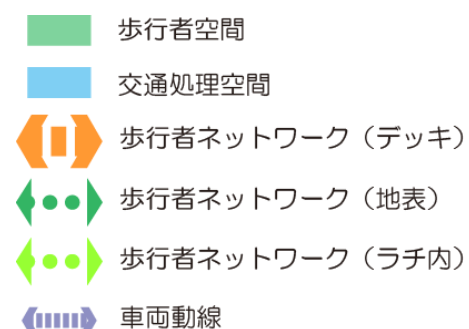 歩行者空間
交通処理空間
歩行者ネットワーク（デッキ）
歩行者ネットワーク（地表）
歩行者ネットワーク（ラチ内）
車両動線